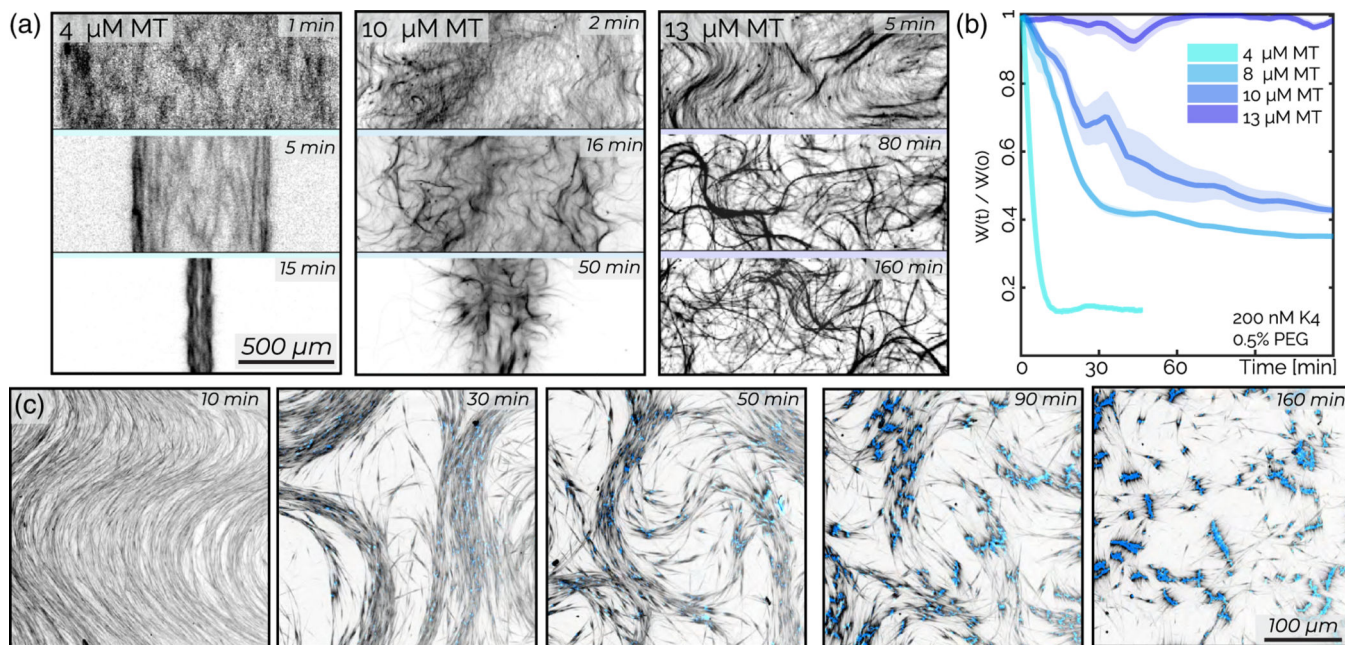 (a)
4 μM MT
1 min
5 min
15 min
500 μm
10 μM MT
2 min
16 min
50 min
13 μM MT
5 min
80 min
160 min
(b)
W(t) / W(0)
1
0.8
0.6
0.4
0.2
4 μM MT
8 μM MT
10 μM MT
13 μM MT
200 nM K4
0.5% PEG
0
30
60
Time [min]
(c)
10 min
30 min
50 min
90 min
160 min
100 μm